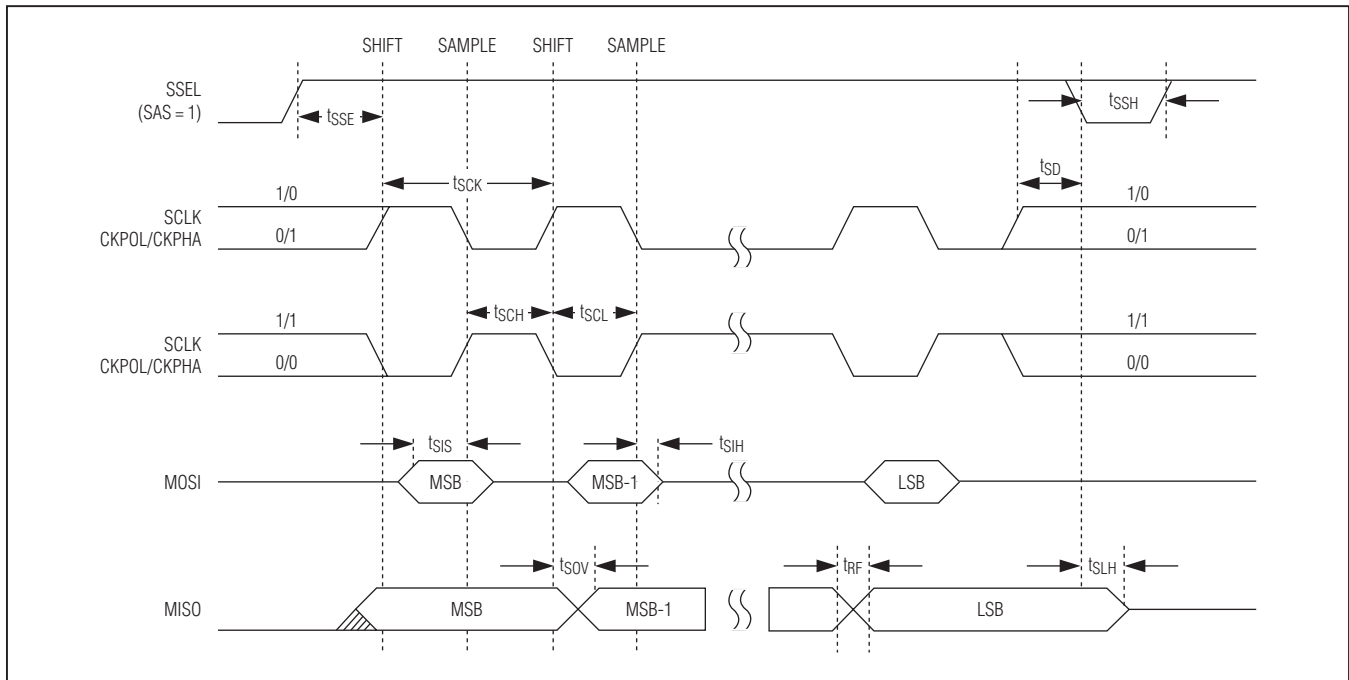 SHIFT SAMPLE SHIFT SAMPLE
SSEL
(SAS = 1)
tSSE
tSSH
tSCK
tSD
1/0
1/0
SCLK
CKPOL/CKPHA
0/1
0/1
tSCH
tSCL
1/1
1/1
SCLK
CKPOL/CKPHA
0/0
0/0
tSIS
tSIH
MOSI
MSB
MSB-1
LSB
tSOV
tRF
tSLH
MISO
MSB
MSB-1
LSB